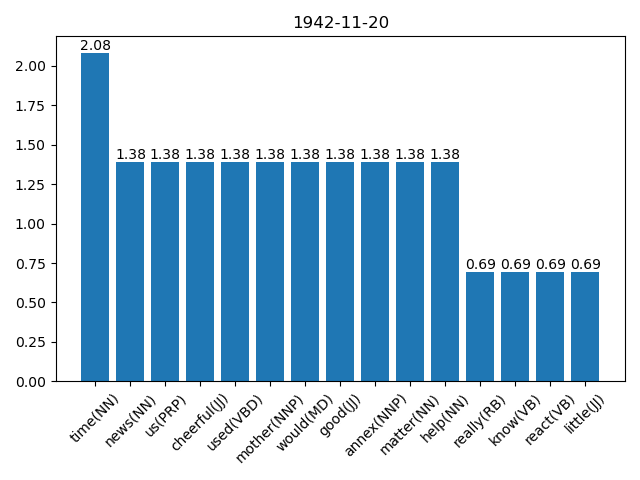 1942-11-20
2.08
1.38 1.38 1.38 1.38 1.38 1.38 1.38 1.38 1.38 1.38
0.69 0.69 0.69 0.69
2.00
1.75
1.50
1.25
1.00
0.75
0.50
0.25
0.00
time(NN)
news(NN)
us(PRP)
cheerful(JJ)
used(VBD)
mother(NNP)
would(MD)
good(JJ)
annex(NNP)
matter(NN)
help(NN)
really(RB)
know(VB)
react(VB)
little(JJ)